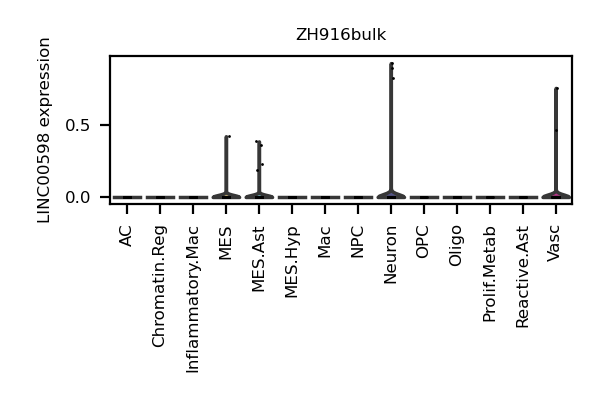 ZH916bulk
LINC00598 expression
0.5
0.0
AC
Chromatin.Reg
Inflammatory.Mac
MES
MES.Ast
MES.Hyp
Mac
NPC
Neuron
OPC
Oligo
Prolif.Metab
Reactive.Ast
Vasc